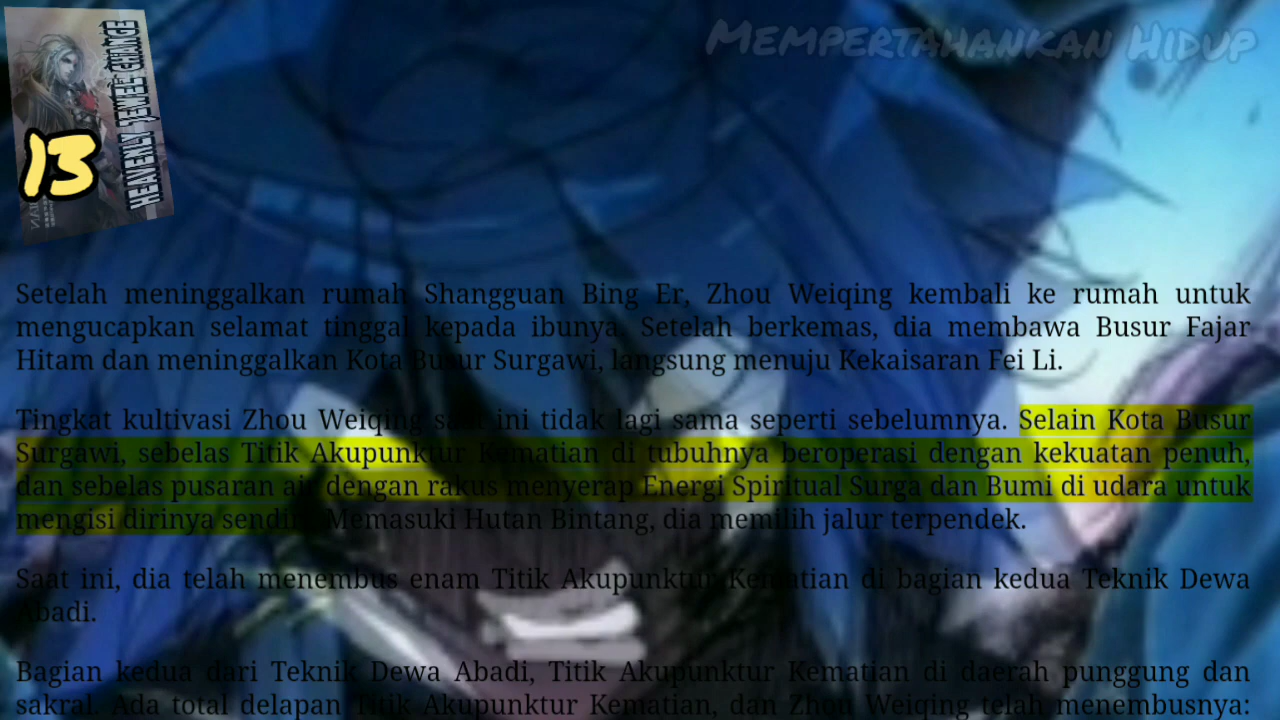 Mempertahankan Hidup
HEAVENLY JEWEL CHANGE
13
Setelah meninggalkan rumah Shangguan Bing Er, Zhou Weiqing kembali ke rumah untuk
mengucapkan selamat tinggal kepada ibunya. Setelah berkemas, dia membawa Busur Fajar
Hitam dan meninggalkan Kota Busur Surgawi, langsung menuju Kekaisaran Fei Li.
Tingkat kultivasi Zhou Weiqing saat ini tidak lagi sama seperti sebelumnya. Selain Kota Busur
Surgawi, sebelas Titik Akupunktur Kematian di tubuhnya beroperasi dengan kekuatan penuh,
dan sebelas pusaran air dengan rakus menyerap Energi Spiritual Surga dan Bumi di udara untuk
mengisi dirinya sendiri. Memasuki Hutan Bintang, dia memilih jalur terpendek.
Saat ini, dia telah menembus enam Titik Akupunktur Kematian di bagian kedua Teknik Dewa
Abadi.
Bagian kedua dari Teknik Dewa Abadi, Titik Akupunktur Kematian di daerah punggung dan
sakral. Ada total delapan Titik Akupunktur Kematian, dan Zhou Weiqing telah menembusnya: